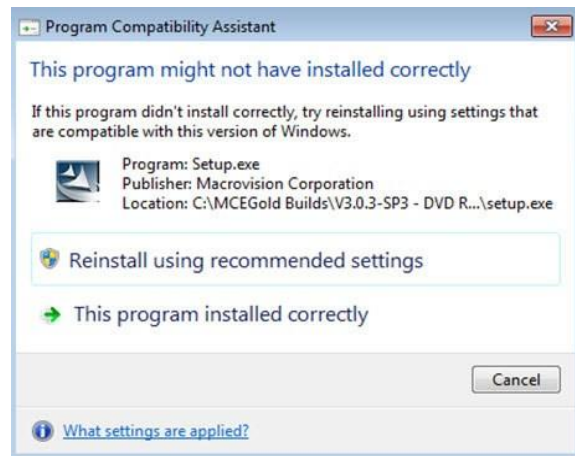 Program Compatibility Assistant
This program might not have installed correctly
If this program didn't install correctly, try reinstalling using settings that
are compatible with this version of Windows.
Program: Setup.exe
Publisher: Macrovision Corporation
Location: C:\MCEGold Builds\V3.0.3-SP3 - DVD R...\setup.exe
Reinstall using recommended settings
This program installed correctly
Cancel
What settings are applied?